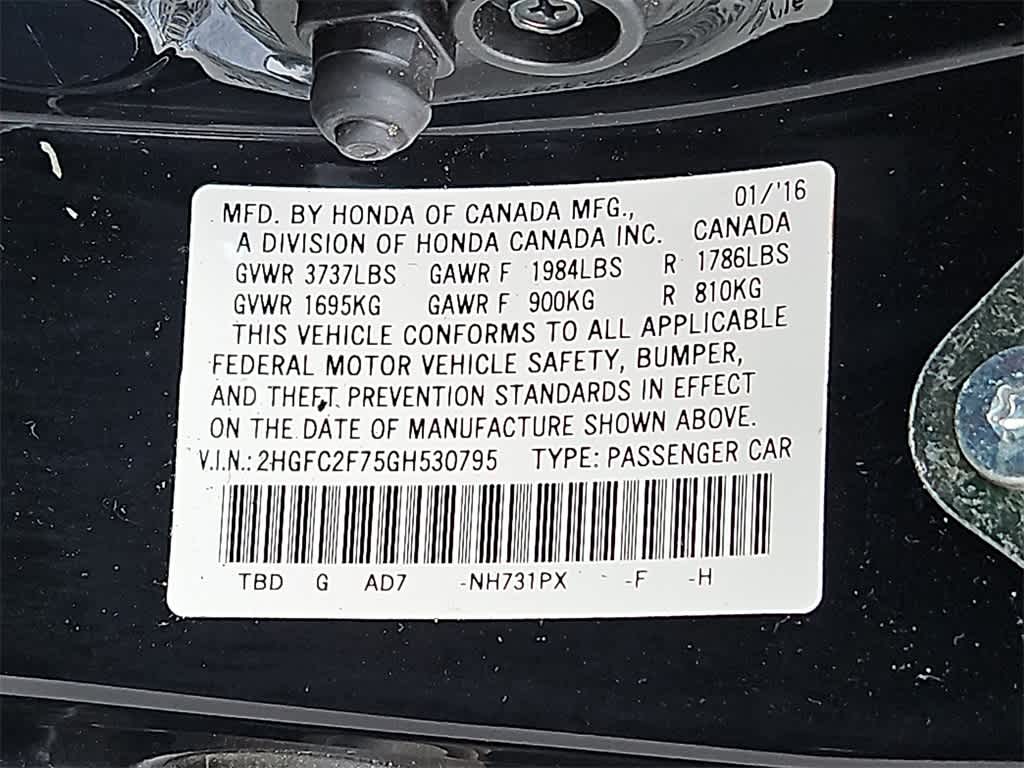 01/'16
MFD. BY HONDA OF CANADA MFG.,
A DIVISION OF HONDA CANADA INC. CANADA
GVWR 3737LBS GAWR F 1984LBS R 1786LBS
GVWR 1695KG GAWR F 900KG R 810KG
THIS VEHICLE CONFORMS TO ALL APPLICABLE
FEDERAL MOTOR VEHICLE SAFETY, BUMPER,
AND THEFT PREVENTION STANDARDS IN EFFECT
ON THE DATE OF MANUFACTURE SHOWN ABOVE.
V.I.N.: 2HGFC2F75GH530795 TYPE: PASSENGER CAR
TBD G AD7 -NH731PX -F -H